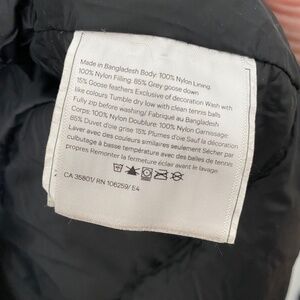 Made in Bangladesh Body: 100% Nylon Lining:
100% Nylon Filling: 85% Grey goose down
15% Goose feathers Exclusive of decoration Wash with
like colours Tumble dry low with clean tennis balls
Fully zip before washing/ Fabriqué au Bangladesh
Corps: 100% Nylon Doublure: 100% Nylon Garnissage:
85% Duvet d'oie grise 15% Plumes d'oie Sauf la décoration
Laver avec des couleurs similaires seulement Sécher par
culbutage à basse température avec des balles de tennis
propres Remonter la fermeture éclair avant le lavage
CA 35801/ RN 106259/ E4